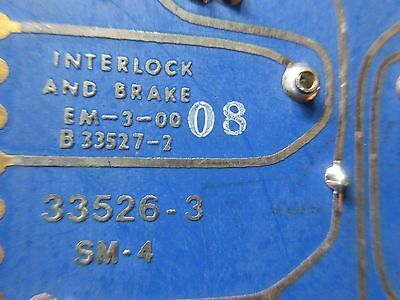 INTERLOCK
AND BRAKE
EM-3-00 08
B 33527-2
33526-3
SM-4